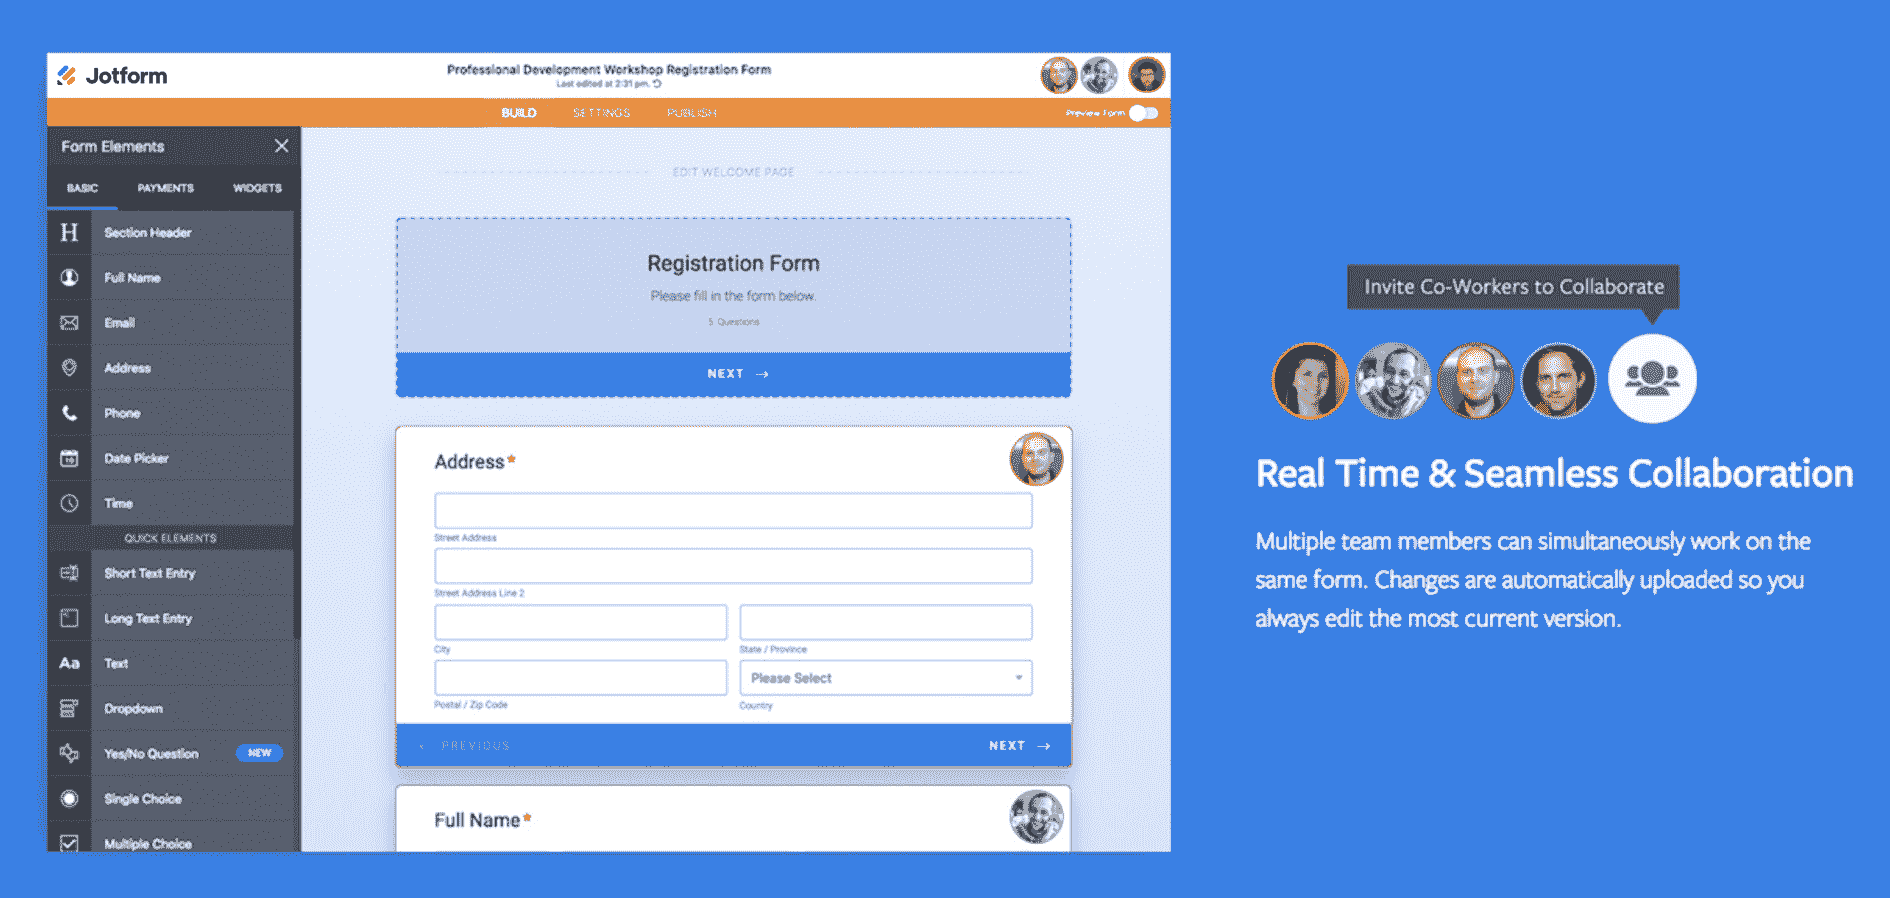 Jotform
Professional Development Workshop Registration Form
Last edited at 2:31 pm.
BUILD
SETTINGS
PUBLISH
Preview Form
Form Elements
BASIC
PAYMENTS
WIDGETS
H
Section Header
Full Name
Email
Address
Phone
Date Picker
Time
QUICK ELEMENTS
Short Text Entry
Long Text Entry
Aa
Text
Dropdown
Yes/No Question
NEW
Single Choice
Multiple Choice
EDIT WELCOME PAGE
Registration Form
Please fill in the form below.
5 Questions
NEXT →
Address*
Street Address
Street Address Line 2
City
State / Province
Please Select
Postal / Zip Code
Country
PREVIOUS
NEXT →
Full Name*
Invite Co-Workers to Collaborate
Real Time & Seamless Collaboration
Multiple team members can simultaneously work on the
same form. Changes are automatically uploaded so you
always edit the most current version.